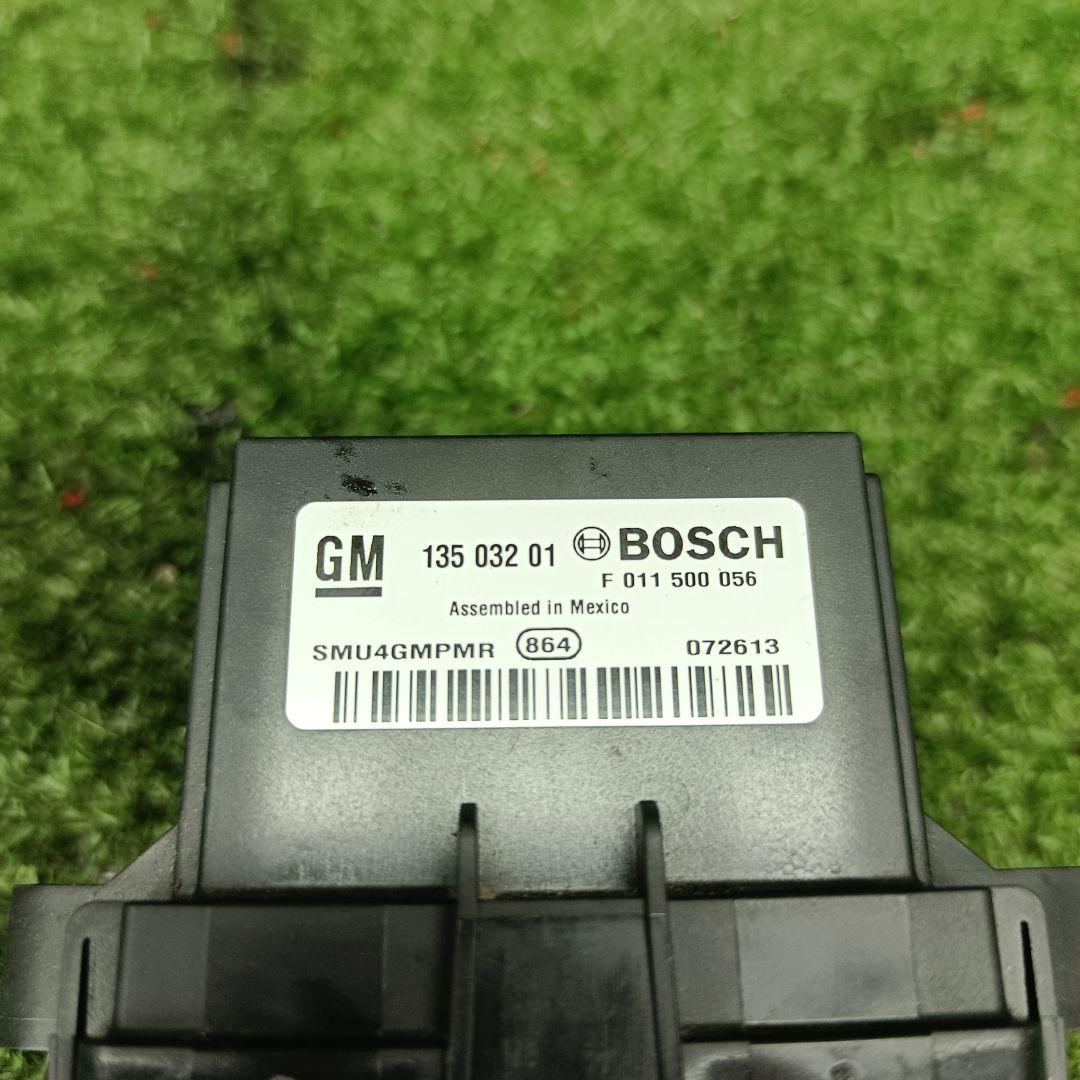 GM 135 032 01 BOSCH
F 011 500 056
Assembled in Mexico
SMU4GMPMR 864 072613